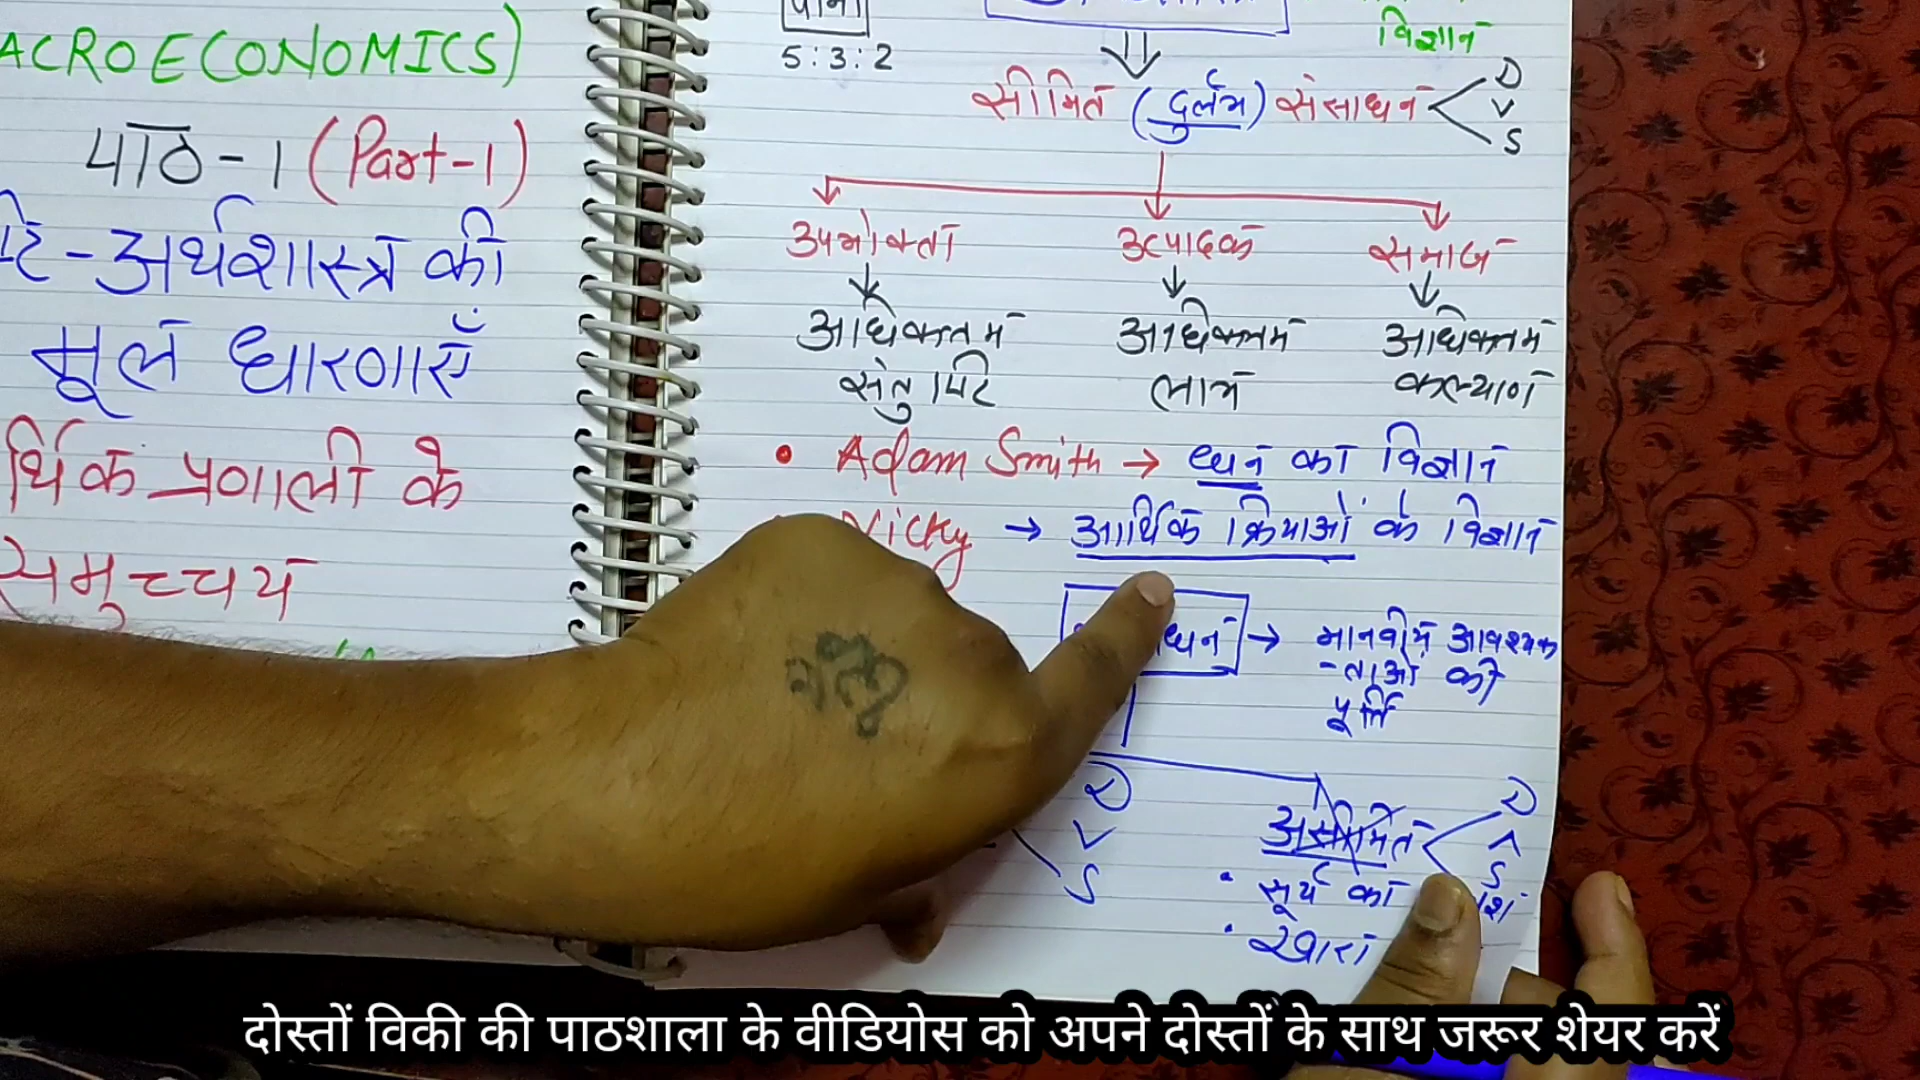 ACROECONOMICS)
पाठ-1 (Part-1)
टि-अर्थशास्त्र की
मूल धारणाएँ
र्थिक प्रणाली के
समुच्चय
5:3:2
विज्ञान
सीमित (दुर्लभ) संसाधन
D
V
S
उपभोक्ता
उत्पादक
समाज
अधिकतम संतुष्टि
अधिकतम लाभ
अधिकतम कल्याण
• Adam Smith → धन का विज्ञान
Vicky → आर्थिक क्रियाओं के विज्ञान
धन → मानवीय आवश्यक
-ताओं की
पूर्ति
D
V
S
असीमित
D
^
S
• सूर्य का
• खारा
दोस्तों विकी की पाठशाला के वीडियोस को अपने दोस्तों के साथ जरूर शेयर करें